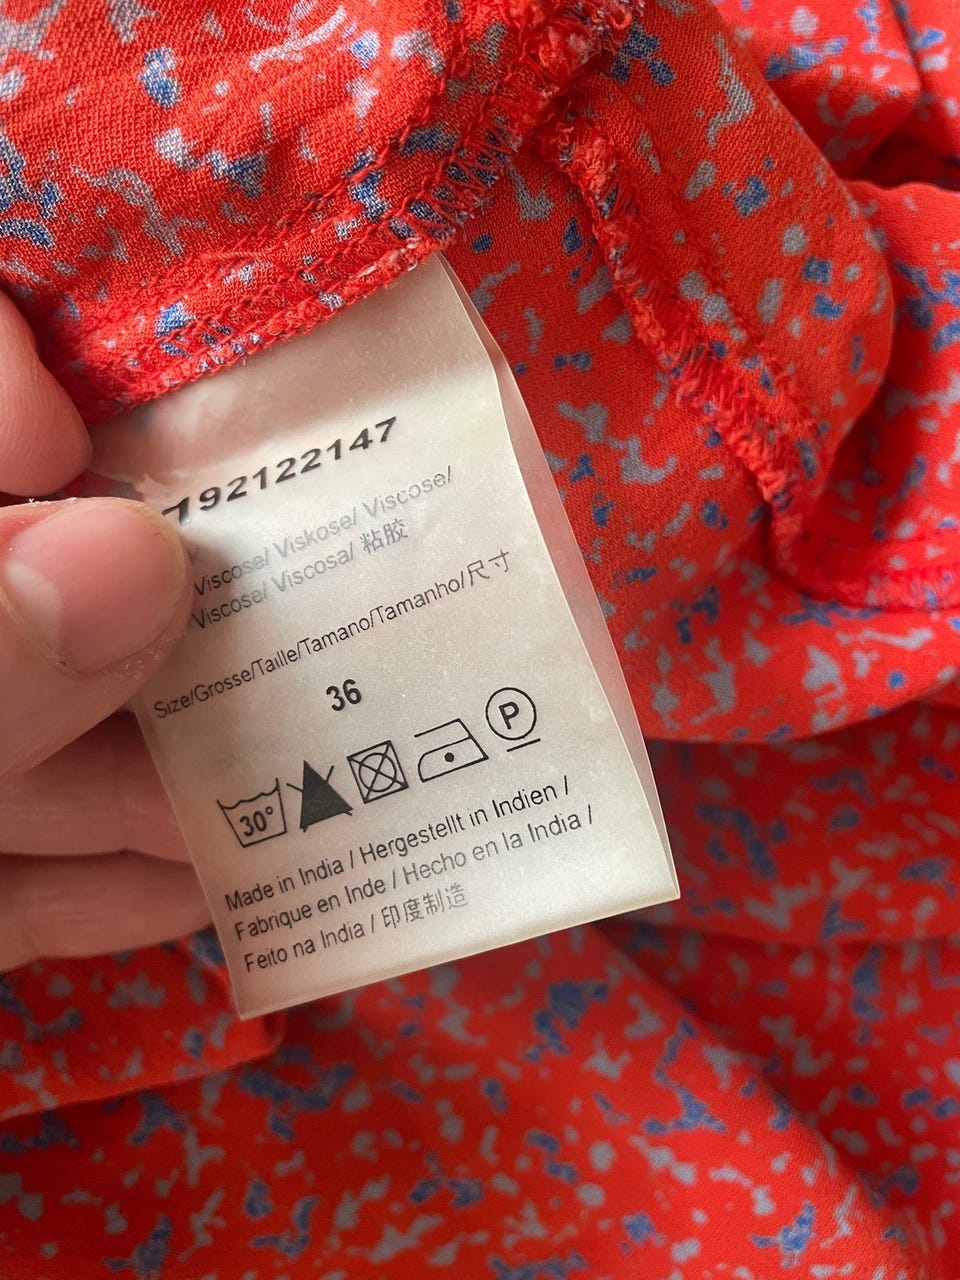 192122147
Viscose/ Viskose/ Viscose/
Viscose/ Viscosa/ 粘胶
Size/Grosse/Taille/Tamano/Tamanho/尺寸
36
30° P
Made in India / Hergestellt in Indien /
Fabrique en Inde / Hecho en la India /
Feito na India / 印度制造